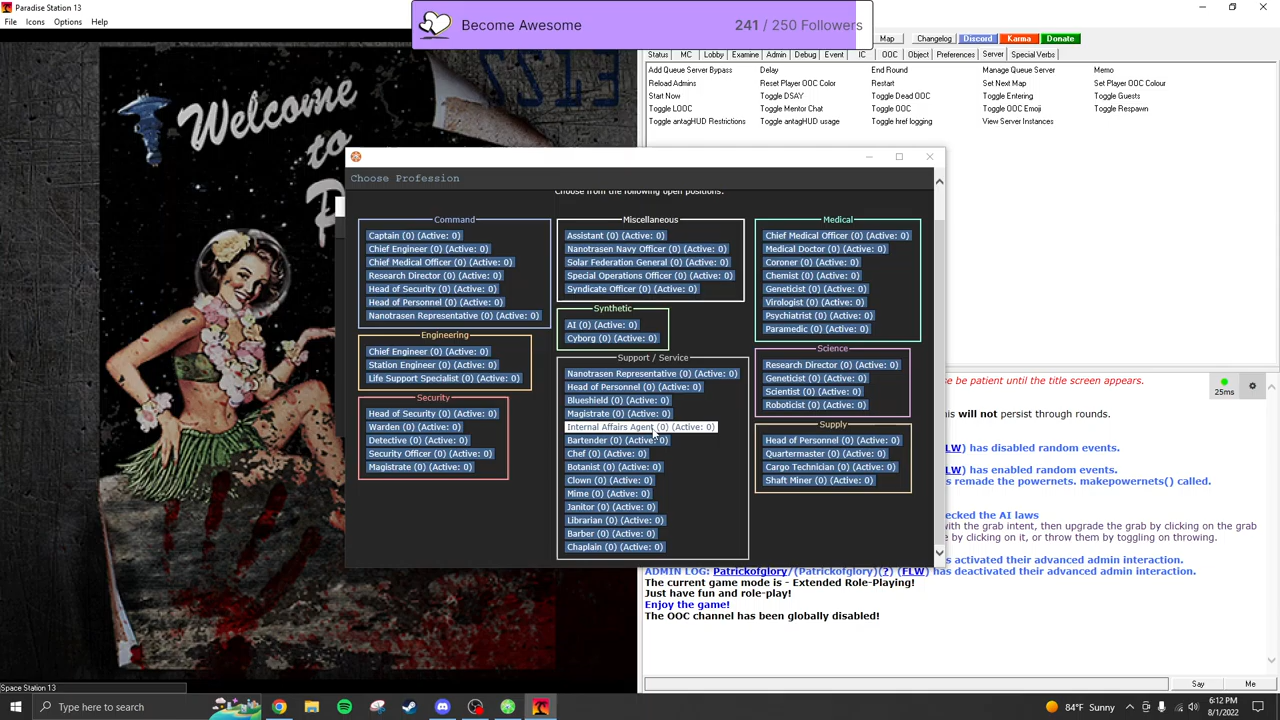 Paradise Station 13
Become Awesome
241 / 250 Followers
File Icons Options Help
Map Changelog Discord Karma Donate
Status MC Lobby Examine Admin Debug Event IC OOC Object Preferences Server Special Verbs
Add Queue Server Bypass Delay End Round Manage Queue Server Memo
Reload Admins Reset Player OOC Color Restart Set Next Map Set Player OOC Colour
Start Now Toggle DSAY Toggle Dead OOC Toggle Entering Toggle Guests
Toggle LOOC Toggle Mentor Chat Toggle OOC Toggle OOC Emoji Toggle Respawn
Toggle antagHUD Restrictions Toggle antagHUD usage Toggle href logging View Server Instances
Welcome
to
P
Choose Profession
Choose from the following open positions.
Command
Captain (0) (Active: 0)
Chief Engineer (0) (Active: 0)
Chief Medical Officer (0) (Active: 0)
Research Director (0) (Active: 0)
Head of Security (0) (Active: 0)
Head of Personnel (0) (Active: 0)
Nanotrasen Representative (0) (Active: 0)
Engineering
Chief Engineer (0) (Active: 0)
Station Engineer (0) (Active: 0)
Life Support Specialist (0) (Active: 0)
Security
Head of Security (0) (Active: 0)
Warden (0) (Active: 0)
Detective (0) (Active: 0)
Security Officer (0) (Active: 0)
Magistrate (0) (Active: 0)
Miscellaneous
Assistant (0) (Active: 0)
Nanotrasen Navy Officer (0) (Active: 0)
Solar Federation General (0) (Active: 0)
Special Operations Officer (0) (Active: 0)
Syndicate Officer (0) (Active: 0)
Synthetic
AI (0) (Active: 0)
Cyborg (0) (Active: 0)
Support / Service
Nanotrasen Representative (0) (Active: 0)
Head of Personnel (0) (Active: 0)
Blueshield (0) (Active: 0)
Magistrate (0) (Active: 0)
Internal Affairs Agent (0) (Active: 0)
Bartender (0) (Active: 0)
Chef (0) (Active: 0)
Botanist (0) (Active: 0)
Clown (0) (Active: 0)
Mime (0) (Active: 0)
Janitor (0) (Active: 0)
Librarian (0) (Active: 0)
Barber (0) (Active: 0)
Chaplain (0) (Active: 0)
Medical
Chief Medical Officer (0) (Active: 0)
Medical Doctor (0) (Active: 0)
Coroner (0) (Active: 0)
Chemist (0) (Active: 0)
Geneticist (0) (Active: 0)
Virologist (0) (Active: 0)
Psychiatrist (0) (Active: 0)
Paramedic (0) (Active: 0)
Science
Research Director (0) (Active: 0)
Geneticist (0) (Active: 0)
Scientist (0) (Active: 0)
Roboticist (0) (Active: 0)
Supply
Head of Personnel (0) (Active: 0)
Quartermaster (0) (Active: 0)
Cargo Technician (0) (Active: 0)
Shaft Miner (0) (Active: 0)
se be patient until the title screen appears.
25ms
his will not persist through rounds.
LW) has disabled random events.
LW) has enabled random events.
s remade the powernets. makepowernets() called.
ecked the AI laws
with the grab intent, then upgrade the grab by clicking on the grab
e by clicking on it, or throw them by toggling on throwing.
s activated their advanced admin interaction.
ADMIN LOG: Patrickofglory/(Patrickofglory)(?) (FLW) has deactivated their advanced admin interaction.
The current game mode is - Extended Role-Playing!
Just have fun and role-play!
Enjoy the game!
The OOC channel has been globally disabled!
Space Station 13
Say Me
Type here to search
84°F Sunny
6:12 PM
8/1/2022